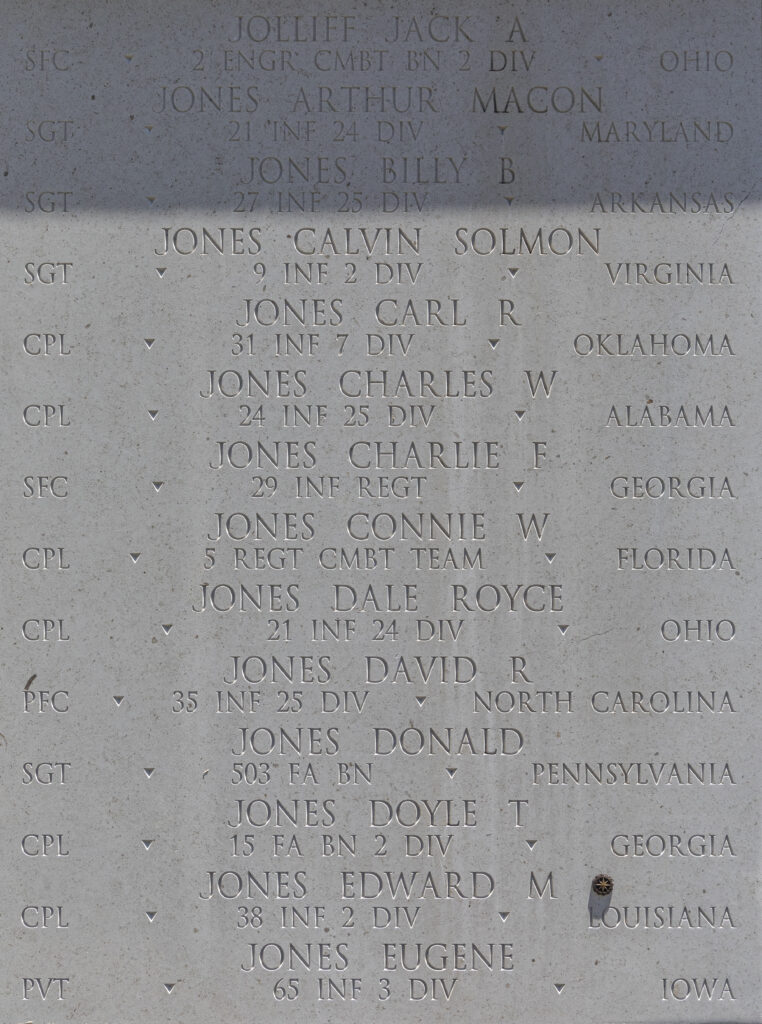 JOLLIFF JACK A
SFC 2 ENGR CMBT BN 2 DIV OHIO
JONES ARTHUR MACON
SGT 21 INF 24 DIV MARYLAND
JONES BILLY B
SGT 27 INF 25 DIV ARKANSAS
JONES CALVIN SOLMON
SGT 9 INF 2 DIV VIRGINIA
JONES CARL R
CPL 31 INF 7 DIV OKLAHOMA
JONES CHARLES W
CPL 24 INF 25 DIV ALABAMA
JONES CHARLIE F
SFC 29 INF REGT GEORGIA
JONES CONNIE W
CPL 5 REGT CMBT TEAM FLORIDA
JONES DALE ROYCE
CPL 21 INF 24 DIV OHIO
JONES DAVID R
PFC 35 INF 25 DIV NORTH CAROLINA
JONES DONALD
SGT 503 FA BN PENNSYLVANIA
JONES DOYLE T
CPL 15 FA BN 2 DIV GEORGIA
JONES EDWARD M
CPL 38 INF 2 DIV LOUISIANA
JONES EUGENE
PVT 65 INF 3 DIV IOWA